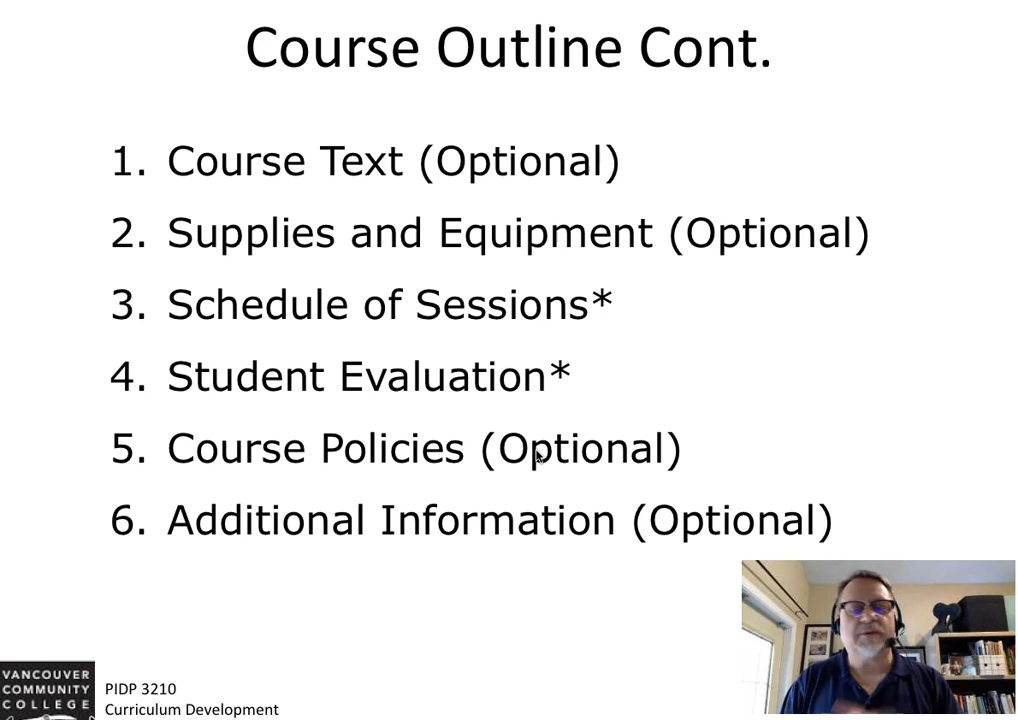 Course Outline Cont.
1. Course Text (Optional)
2. Supplies and Equipment (Optional)
3. Schedule of Sessions*
4. Student Evaluation*
5. Course Policies (Optional)
6. Additional Information (Optional)
VANCOUVER
COMMUNITY
COLLEGE
PIDP 3210
Curriculum Development